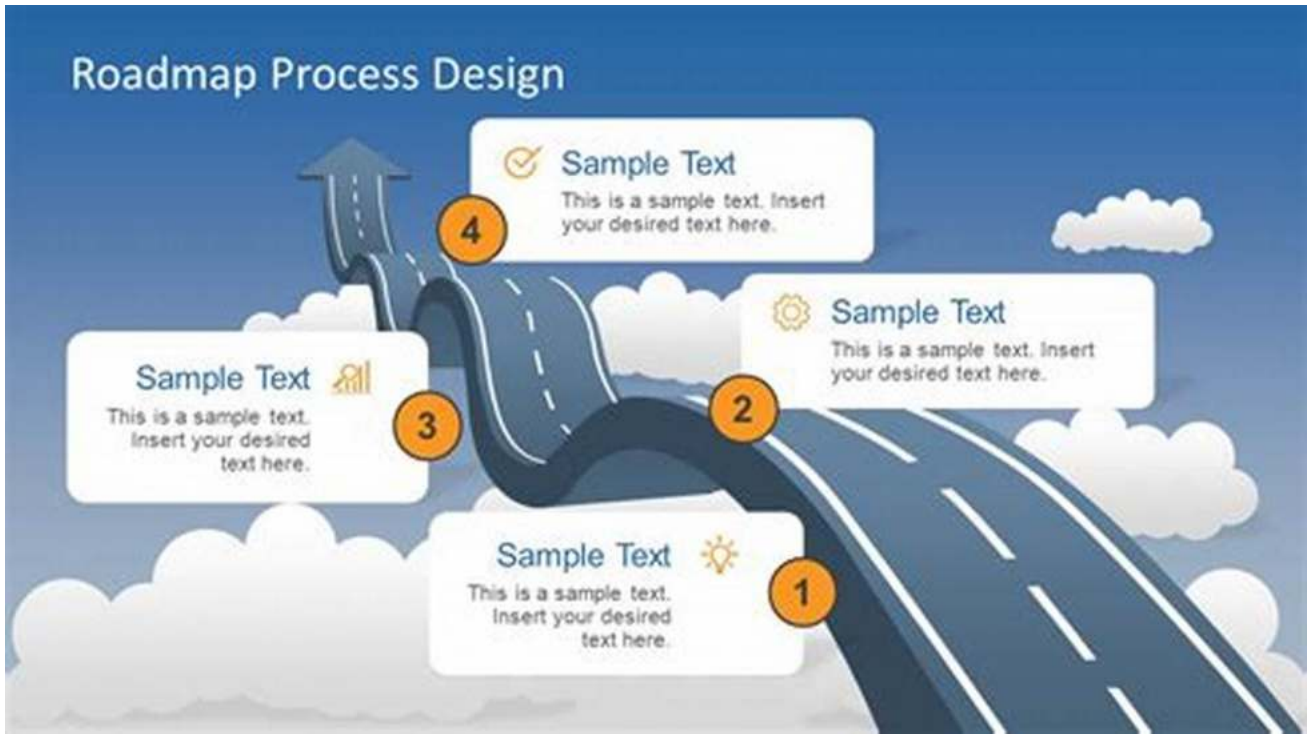 Roadmap Process Design
Sample Text
This is a sample text. Insert
your desired text here.
4
Sample Text
This is a sample text. Insert
your desired text here.
2
Sample Text
This is a sample text.
Insert your desired
text here.
3
Sample Text
This is a sample text.
Insert your desired
text here.
1